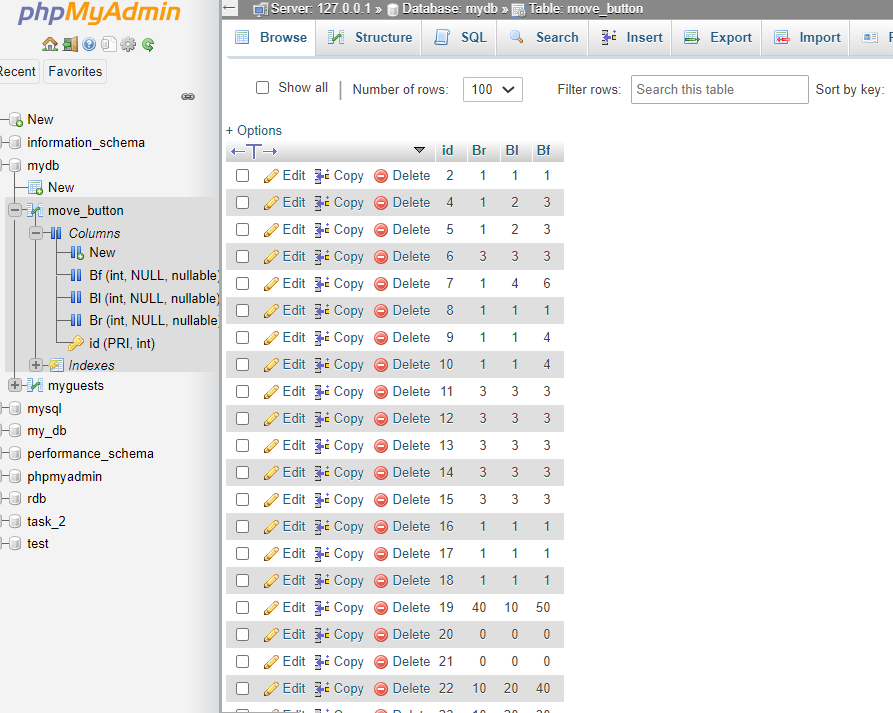 phpMyAdmin
Recent Favorites
New
information_schema
mydb
New
move_button
Columns
New
Bf (int, NULL, nullable)
Bl (int, NULL, nullable)
Br (int, NULL, nullable)
id (PRI, int)
Indexes
myguests
mysql
my_db
performance_schema
phpmyadmin
rdb
task_2
test
Server: 127.0.0.1 » Database: mydb » Table: move_button
Browse Structure SQL Search Insert Export Import
Show all Number of rows: 100 Filter rows: Search this table Sort by key:
+ Options
id Br Bl Bf
Edit Copy Delete 2 1 1 1
Edit Copy Delete 4 1 2 3
Edit Copy Delete 5 1 2 3
Edit Copy Delete 6 3 3 3
Edit Copy Delete 7 1 4 6
Edit Copy Delete 8 1 1 1
Edit Copy Delete 9 1 1 4
Edit Copy Delete 10 1 1 4
Edit Copy Delete 11 3 3 3
Edit Copy Delete 12 3 3 3
Edit Copy Delete 13 3 3 3
Edit Copy Delete 14 3 3 3
Edit Copy Delete 15 3 3 3
Edit Copy Delete 16 1 1 1
Edit Copy Delete 17 1 1 1
Edit Copy Delete 18 1 1 1
Edit Copy Delete 19 40 10 50
Edit Copy Delete 20 0 0 0
Edit Copy Delete 21 0 0 0
Edit Copy Delete 22 10 20 40